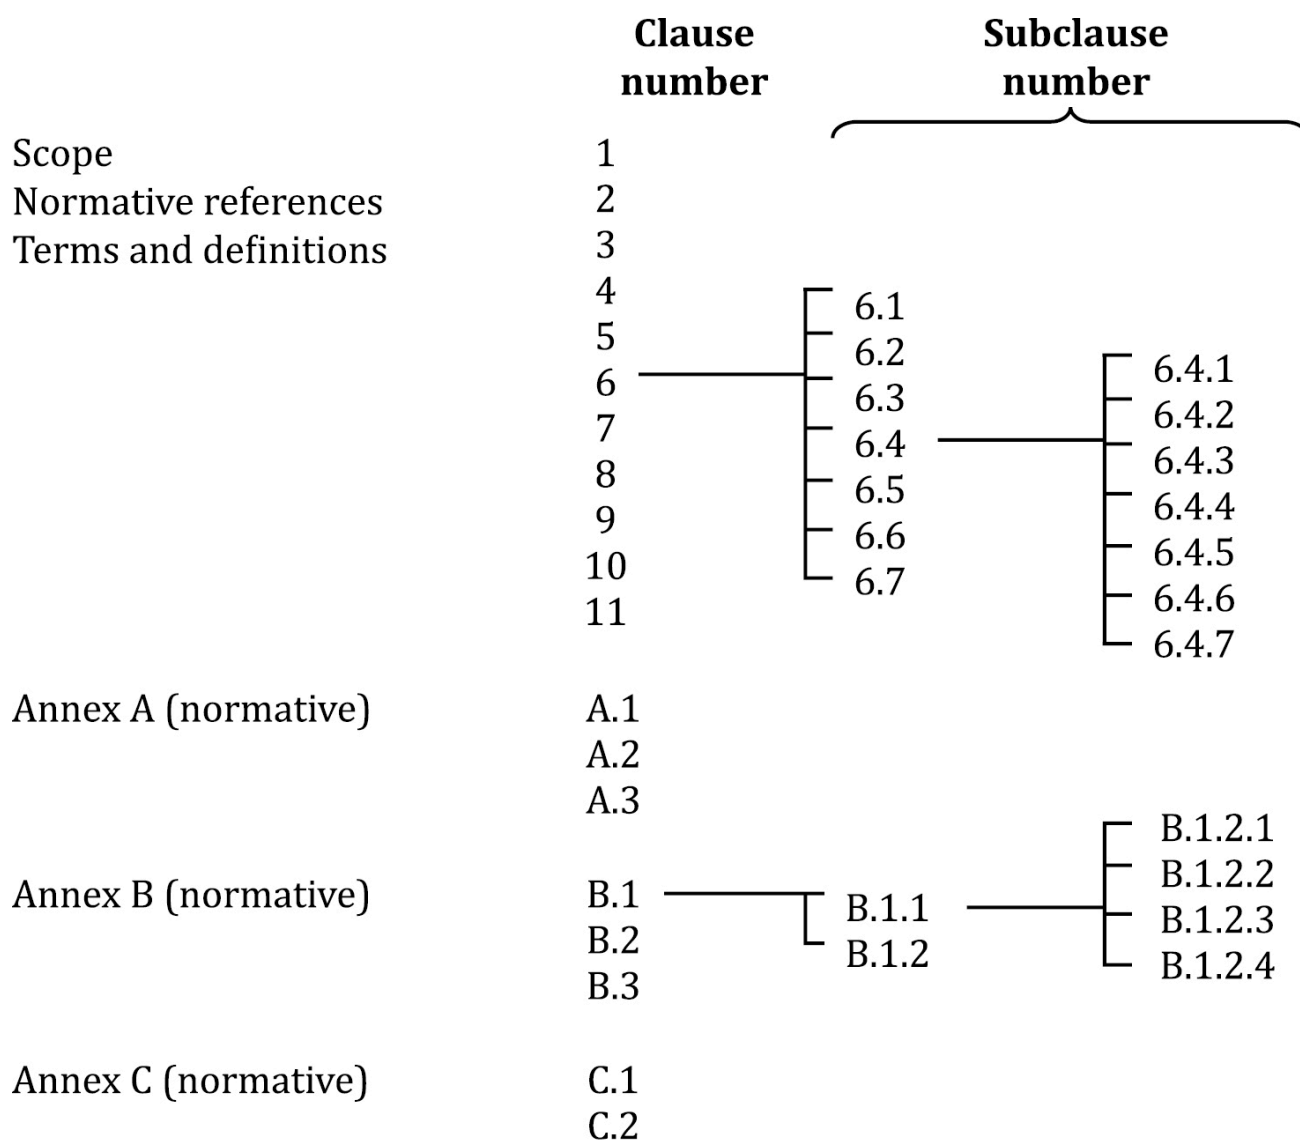 Clause number
Subclause number
Scope 1
Normative references 2
Terms and definitions 3
4
5
6
7
8
9
10
11
6.1
6.2
6.3
6.4
6.5
6.6
6.7
6.4.1
6.4.2
6.4.3
6.4.4
6.4.5
6.4.6
6.4.7
Annex A (normative) A.1
A.2
A.3
Annex B (normative) B.1
B.2
B.3
B.1.1
B.1.2
B.1.2.1
B.1.2.2
B.1.2.3
B.1.2.4
Annex C (normative) C.1
C.2